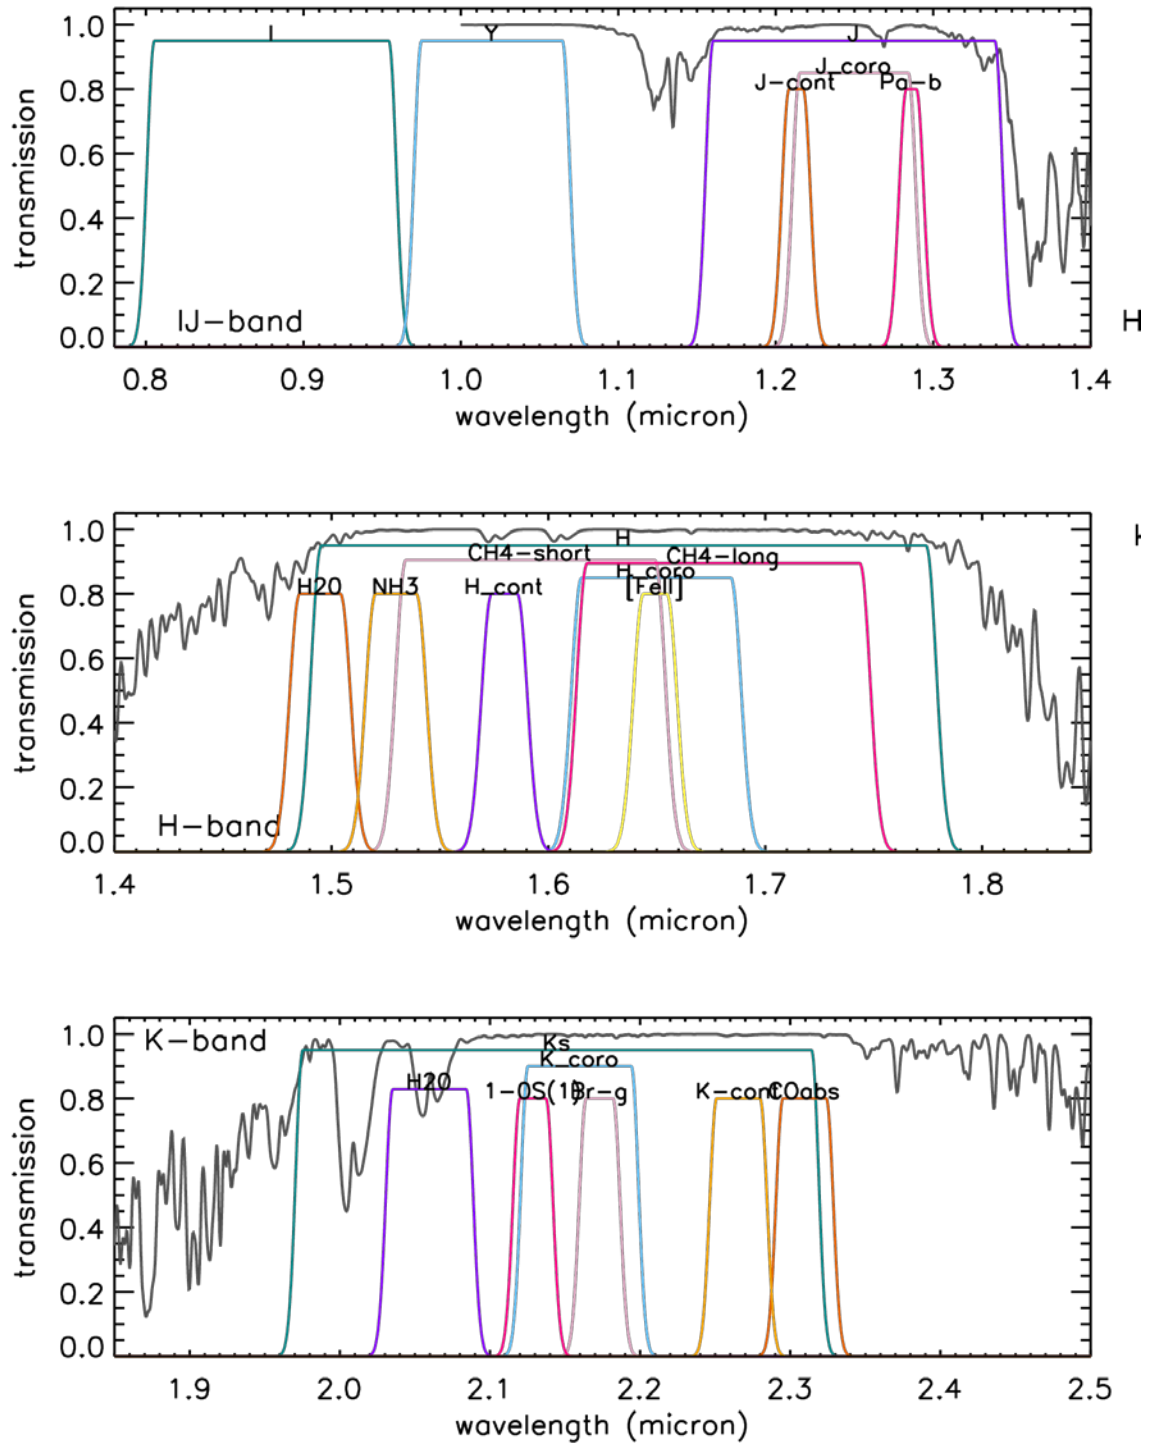 1.0
0.8
0.6
0.4
0.2
0.0
transmission
I
Y
J
J_coro
J-cont
Pa-b
IJ-band
H
0.8 0.9 1.0 1.1 1.2 1.3 1.4
wavelength (micron)
1.0
0.8
0.6
0.4
0.2
0.0
transmission
H
CH4-short
CH4-long
H_coro
H20
NH3
H_cont
[FeII]
H-band
1.4 1.5 1.6 1.7 1.8
wavelength (micron)
K-band
1.0
0.8
0.6
0.4
0.2
0.0
transmission
Ks
K_coro
H20
1-0S(1)
Br-g
K-cont
COabs
1.9 2.0 2.1 2.2 2.3 2.4 2.5
wavelength (micron)